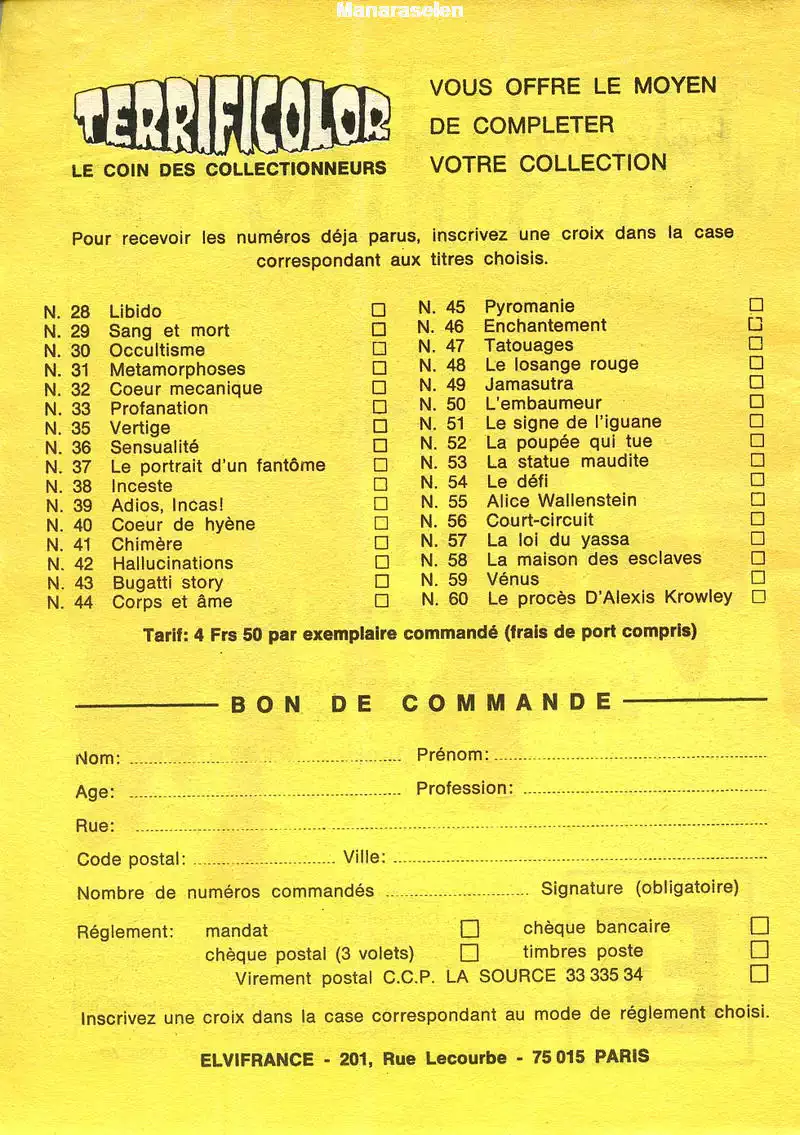 Manaraselen
TERRIFICOLOR
LE COIN DES COLLECTIONNEURS
VOUS OFFRE LE MOYEN
DE COMPLETER
VOTRE COLLECTION
Pour recevoir les numéros déja parus, inscrivez une croix dans la case
correspondant aux titres choisis.
N. 28 Libido
N. 29 Sang et mort
N. 30 Occultisme
N. 31 Metamorphoses
N. 32 Coeur mecanique
N. 33 Profanation
N. 35 Vertige
N. 36 Sensualité
N. 37 Le portrait d'un fantôme
N. 38 Inceste
N. 39 Adios, Incas!
N. 40 Coeur de hyène
N. 41 Chimère
N. 42 Hallucinations
N. 43 Bugatti story
N. 44 Corps et âme
N. 45 Pyromanie
N. 46 Enchantement
N. 47 Tatouages
N. 48 Le losange rouge
N. 49 Jamasutra
N. 50 L'embaumeur
N. 51 Le signe de l'iguane
N. 52 La poupée qui tue
N. 53 La statue maudite
N. 54 Le défi
N. 55 Alice Wallenstein
N. 56 Court-circuit
N. 57 La loi du yassa
N. 58 La maison des esclaves
N. 59 Vénus
N. 60 Le procès D'Alexis Krowley
Tarif: 4 Frs 50 par exemplaire commandé (frais de port compris)
BON DE COMMANDE
Nom: Prénom:
Age: Profession:
Rue:
Code postal: Ville:
Nombre de numéros commandés Signature (obligatoire)
Réglement: mandat chèque bancaire
chèque postal (3 volets) timbres poste
Virement postal C.C.P. LA SOURCE 33 335 34
Inscrivez une croix dans la case correspondant au mode de réglement choisi.
ELVIFRANCE - 201, Rue Lecourbe - 75 015 PARIS